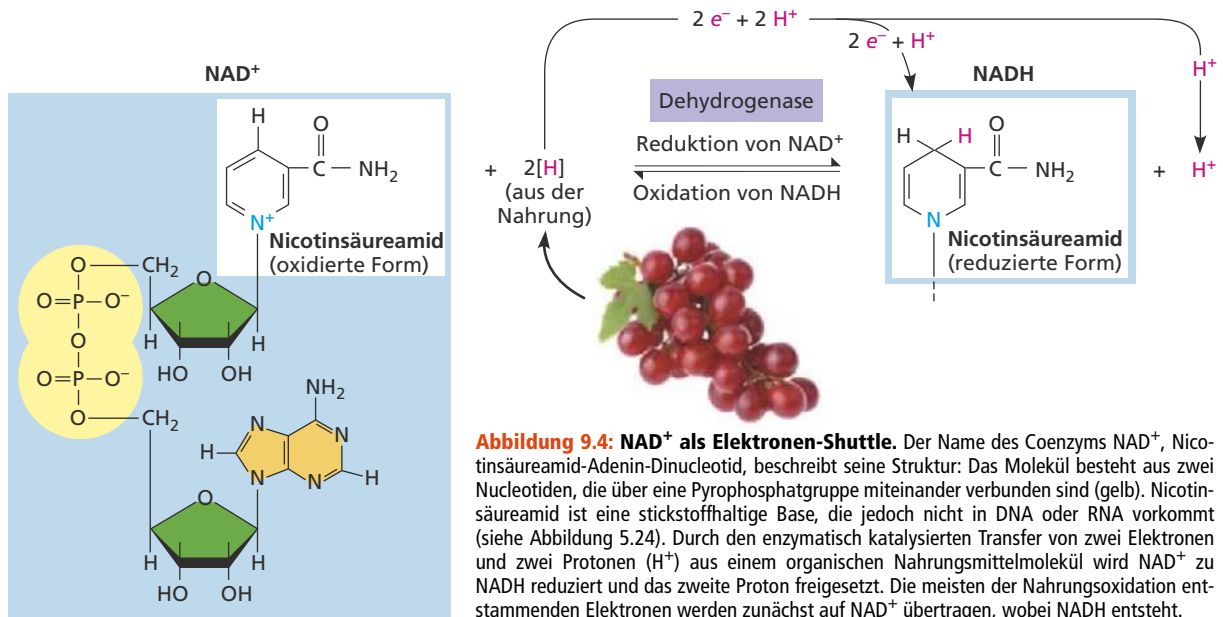 2 e⁻ + 2 H⁺
2 e⁻ + H⁺
H⁺
NAD⁺
NADH
Dehydrogenase
Reduktion von NAD⁺
Oxidation von NADH
+ 2[H]
(aus der
Nahrung)
+ H⁺
H
O
C
NH₂
N⁺
Nicotinsäureamid
(oxidierte Form)
H H
O
C
NH₂
N
Nicotinsäureamid
(reduzierte Form)
O
CH₂
O
O=P–O⁻
H
H
HO OH
O
O=P–O⁻
O
CH₂
NH₂
N
N
H
H
N
N
O
H
H
HO OH
Abbildung 9.4: NAD⁺ als Elektronen-Shuttle. Der Name des Coenzyms NAD⁺, Nico-
tinsäureamid-Adenin-Dinucleotid, beschreibt seine Struktur: Das Molekül besteht aus zwei
Nucleotiden, die über eine Pyrophosphatgruppe miteinander verbunden sind (gelb). Nicotin-
säureamid ist eine stickstoffhaltige Base, die jedoch nicht in DNA oder RNA vorkommt
(siehe Abbildung 5.24). Durch den enzymatisch katalysierten Transfer von zwei Elektronen
und zwei Protonen (H⁺) aus einem organischen Nahrungsmittelmolekül wird NAD⁺ zu
NADH reduziert und das zweite Proton freigesetzt. Die meisten der Nahrungsoxidation ent-
stammenden Elektronen werden zunächst auf NAD⁺ übertragen, wobei NADH entsteht.